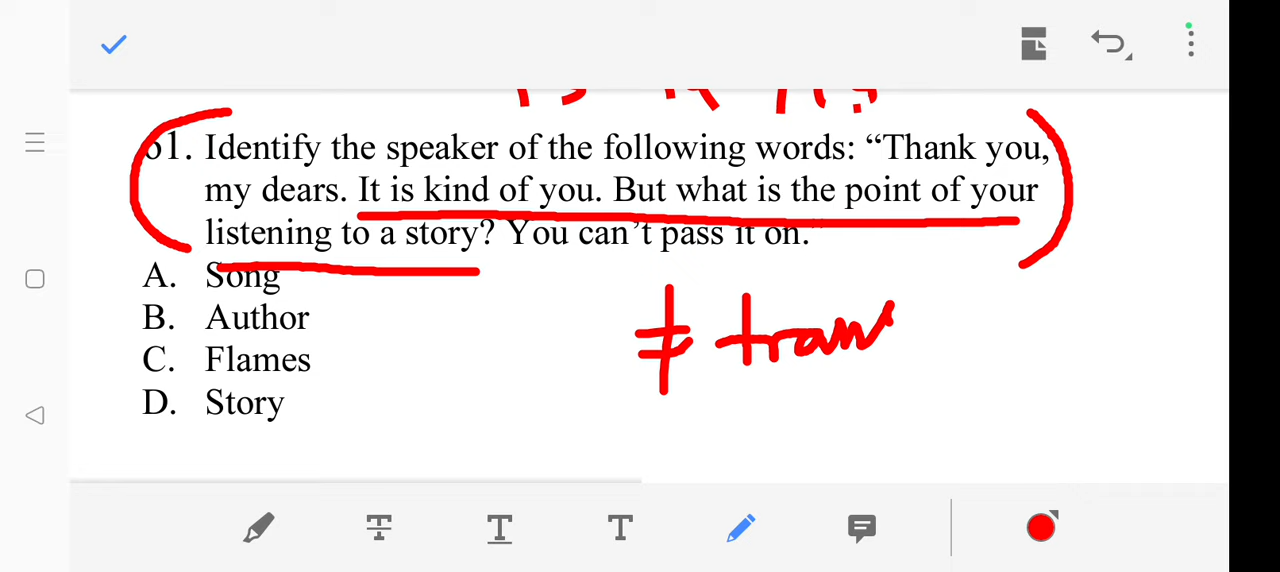 61. Identify the speaker of the following words: “Thank you,
my dears. It is kind of you. But what is the point of your
listening to a story? You can’t pass it on.”
A. Song
B. Author
C. Flames
D. Story
≠
T T T